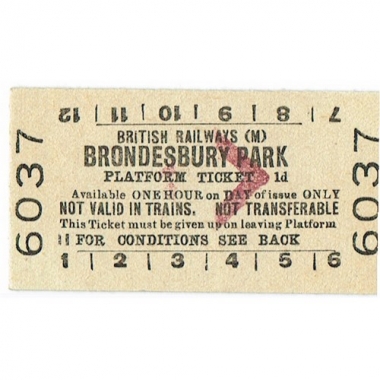 12 | 11 | 10 | 9 | 8 | 7
BRITISH RAILWAYS (M)
BRONDESBURY PARK
PLATFORM TICKET 1d
Available ONE HOUR on DAY of issue ONLY
NOT VALID IN TRAINS. NOT TRANSFERABLE
This Ticket must be given up on leaving Platform
FOR CONDITIONS SEE BACK
1 | 2 | 3 | 4 | 5 | 6
6037
6037